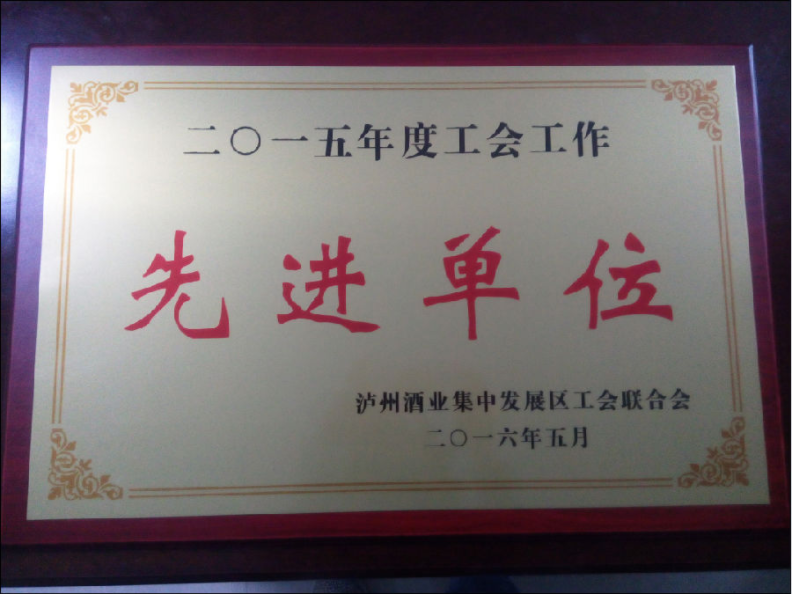 二〇一五年度工会工作
先进单位
泸州酒业集中发展区工会联合会
二〇一六年五月